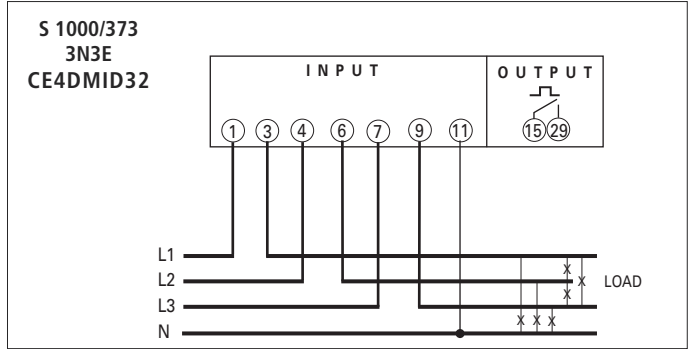 S 1000/373
3N3E
CE4DMID32
INPUT
OUTPUT
1 3 4 6 7 9 11
15 29
L1
L2
L3
N
X
X
X
X X X
LOAD